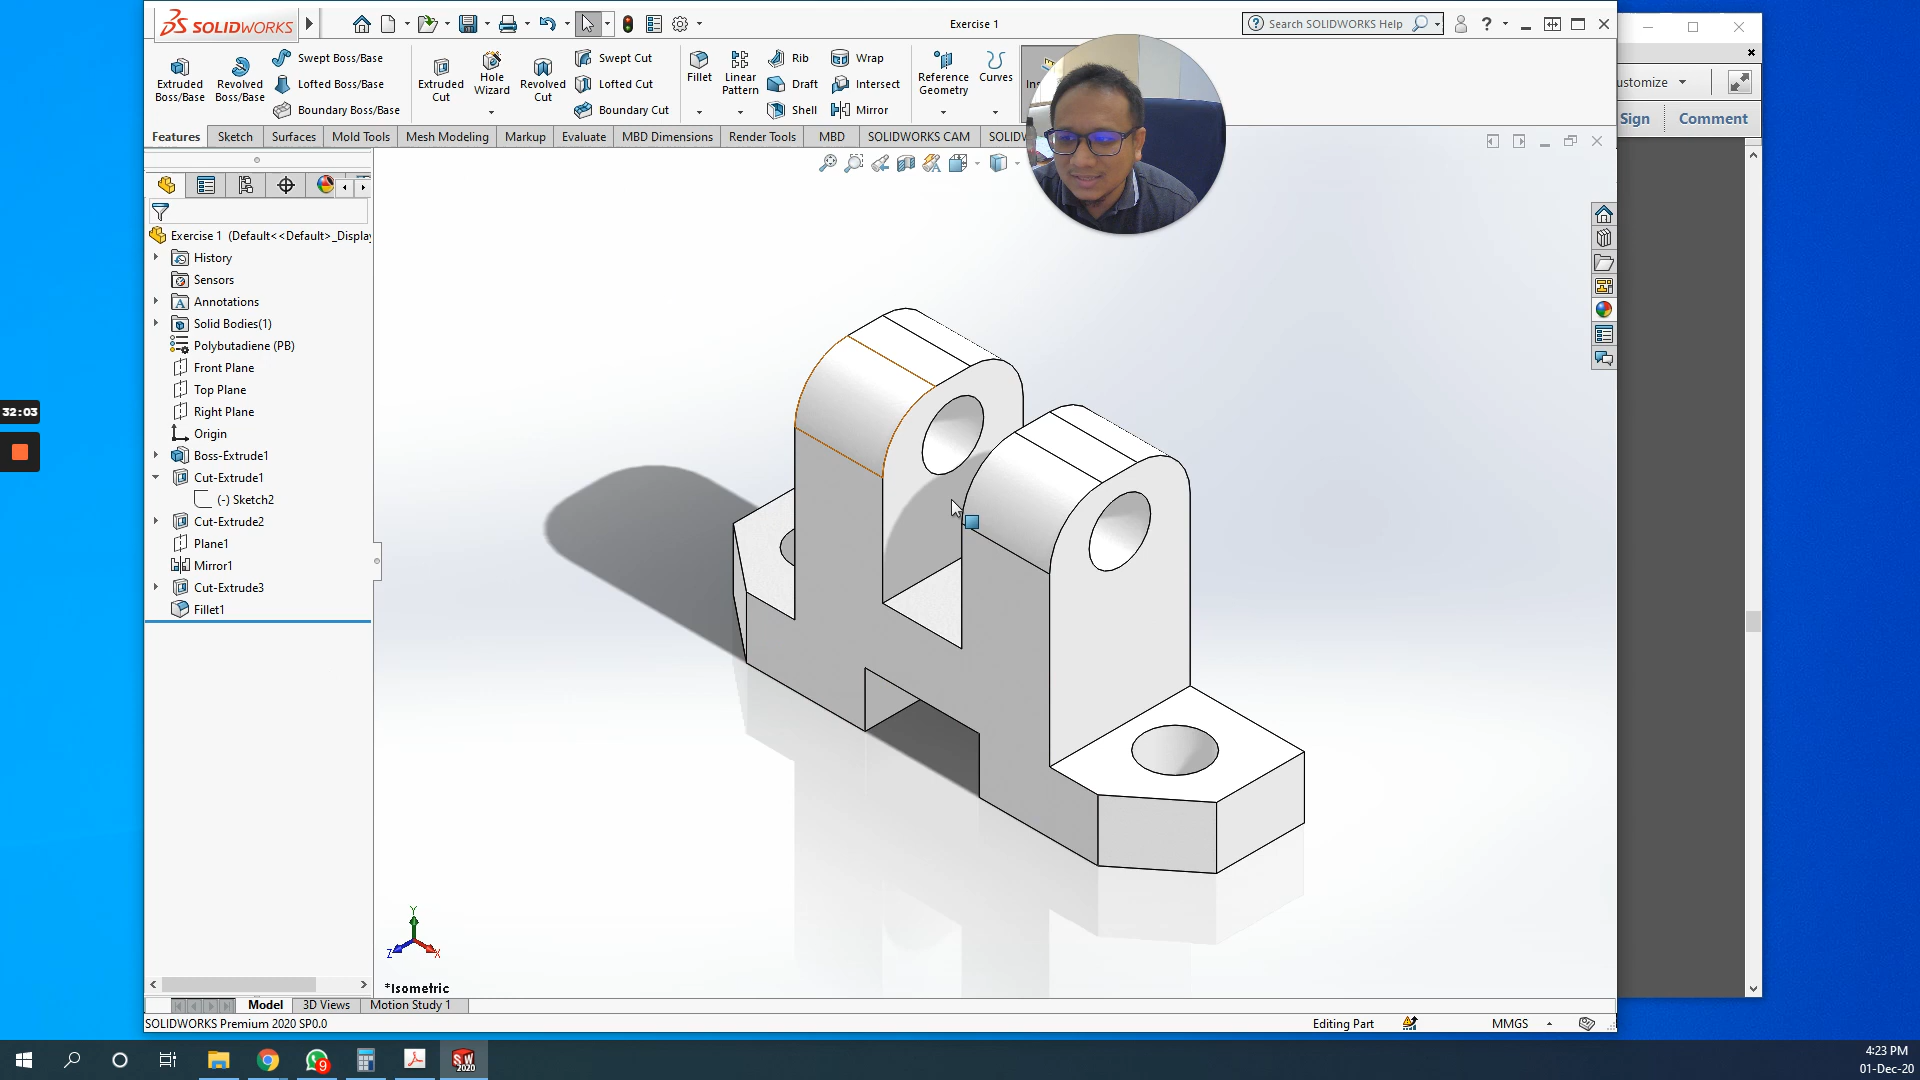 SOLIDWORKS
Exercise 1
Search SOLIDWORKS Help
?
Extruded Boss/Base
Revolved Boss/Base
Swept Boss/Base
Lofted Boss/Base
Boundary Boss/Base
Extruded Cut
Hole Wizard
Revolved Cut
Swept Cut
Lofted Cut
Boundary Cut
Fillet
Linear Pattern
Rib
Draft
Shell
Wrap
Intersect
Mirror
Reference Geometry
Curves
ustomize
Sign
Comment
Features
Sketch
Surfaces
Mold Tools
Mesh Modeling
Markup
Evaluate
MBD Dimensions
Render Tools
MBD
SOLIDWORKS CAM
SOLIDW
Exercise 1 (Default<<Default>_Display
History
Sensors
Annotations
Solid Bodies(1)
Polybutadiene (PB)
Front Plane
Top Plane
Right Plane
Origin
Boss-Extrude1
Cut-Extrude1
(-) Sketch2
Cut-Extrude2
Plane1
Mirror1
Cut-Extrude3
Fillet1
32:03
Y
Z
X
*Isometric
Model
3D Views
Motion Study 1
SOLIDWORKS Premium 2020 SP0.0
Editing Part
MMGS
9
SW
2020
4:23 PM
01-Dec-20